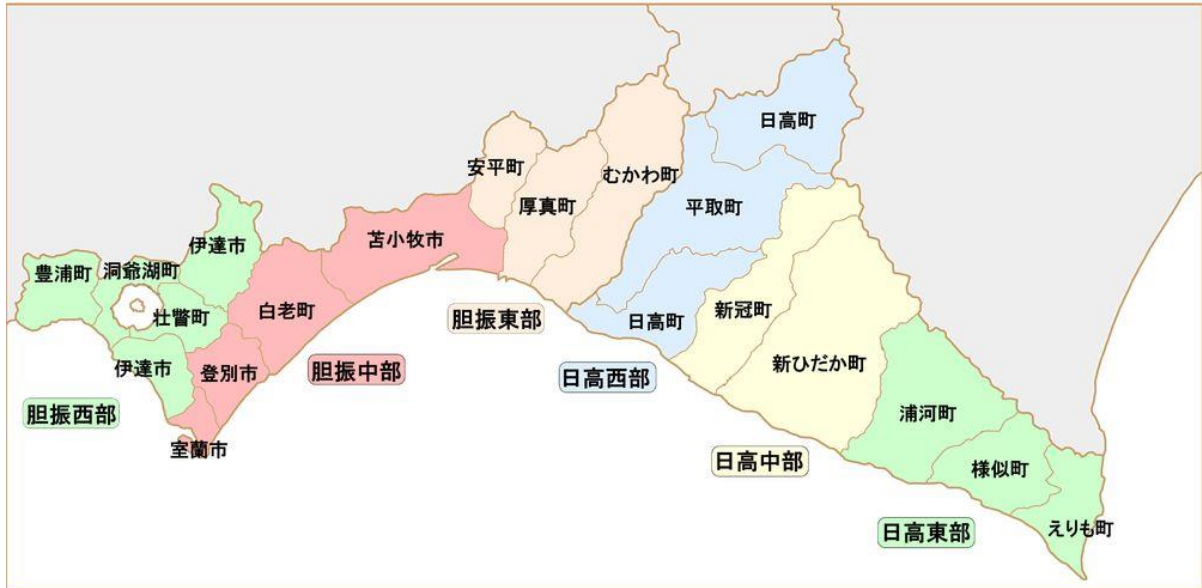 日高町
安平町
むかわ町
厚真町
平取町
伊達市
苫小牧市
豊浦町
洞爺湖町
白老町
壮瞥町
胆振東部
新冠町
日高町
伊達市
登別市
胆振中部
新ひだか町
日高西部
胆振西部
浦河町
室蘭市
日高中部
様似町
えりも町
日高東部